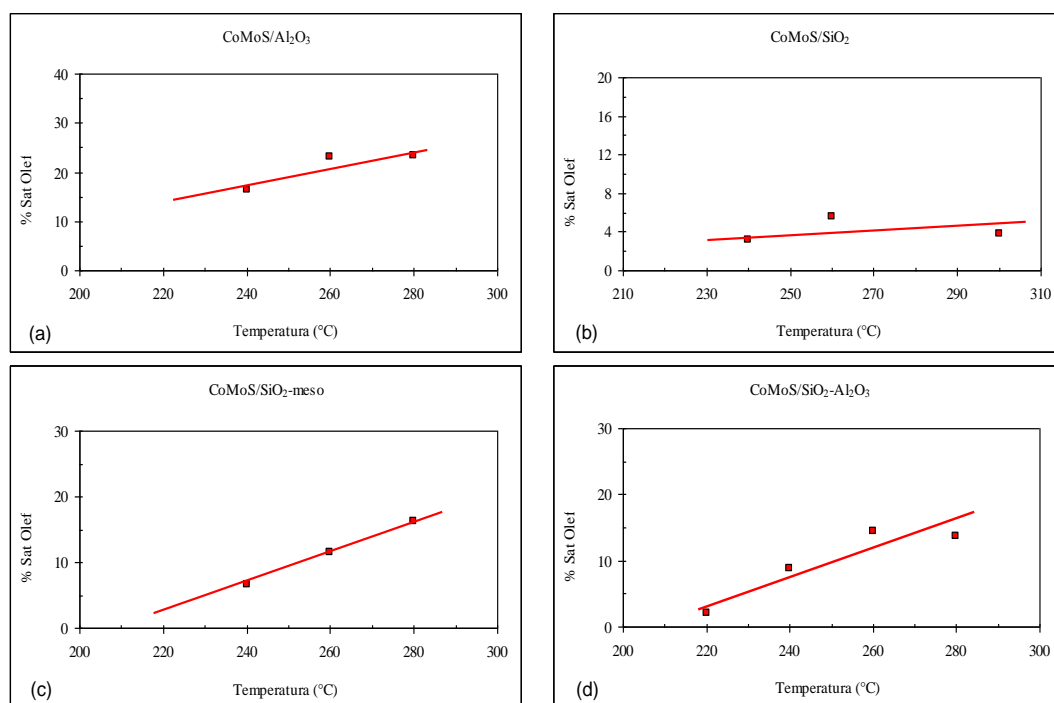 CoMoS/Al₂O₃
40
30
20
10
0
% Sat Olef
200 220 240 260 280 300
Temperatura (°C)
(a)
CoMoS/SiO₂
20
16
12
8
4
0
% Sat Olef
210 230 250 270 290 310
Temperatura (°C)
(b)
CoMoS/SiO₂-meso
30
20
10
0
% Sat Olef
200 220 240 260 280 300
Temperatura (°C)
(c)
CoMoS/SiO₂-Al₂O₃
30
20
10
0
% Sat Olef
200 220 240 260 280 300
Temperatura (°C)
(d)